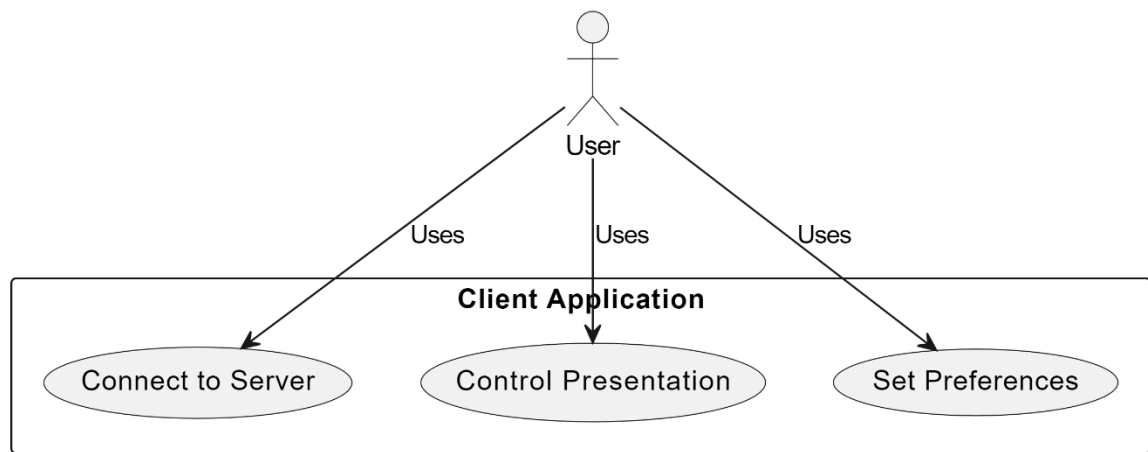 User
Uses
Uses
Uses
Client Application
Connect to Server
Control Presentation
Set Preferences